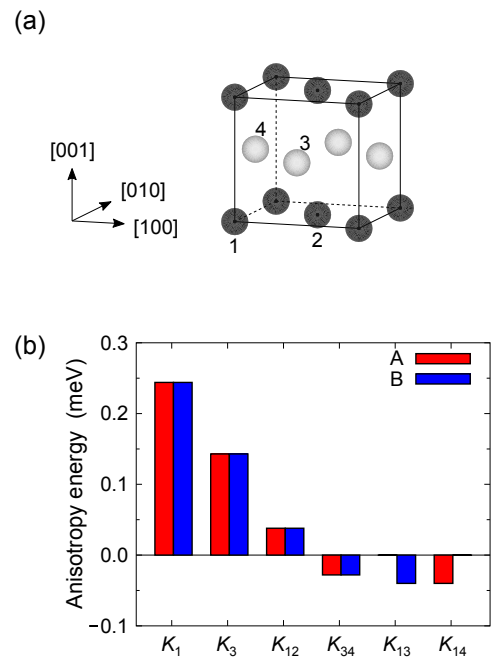 (a)
4
3
[001]
[010]
[100]
1
2
(b)
0.3
A
B
0.2
0.1
0.0
−0.1
Anisotropy energy (meV)
K1 K3 K12 K34 K13 K14